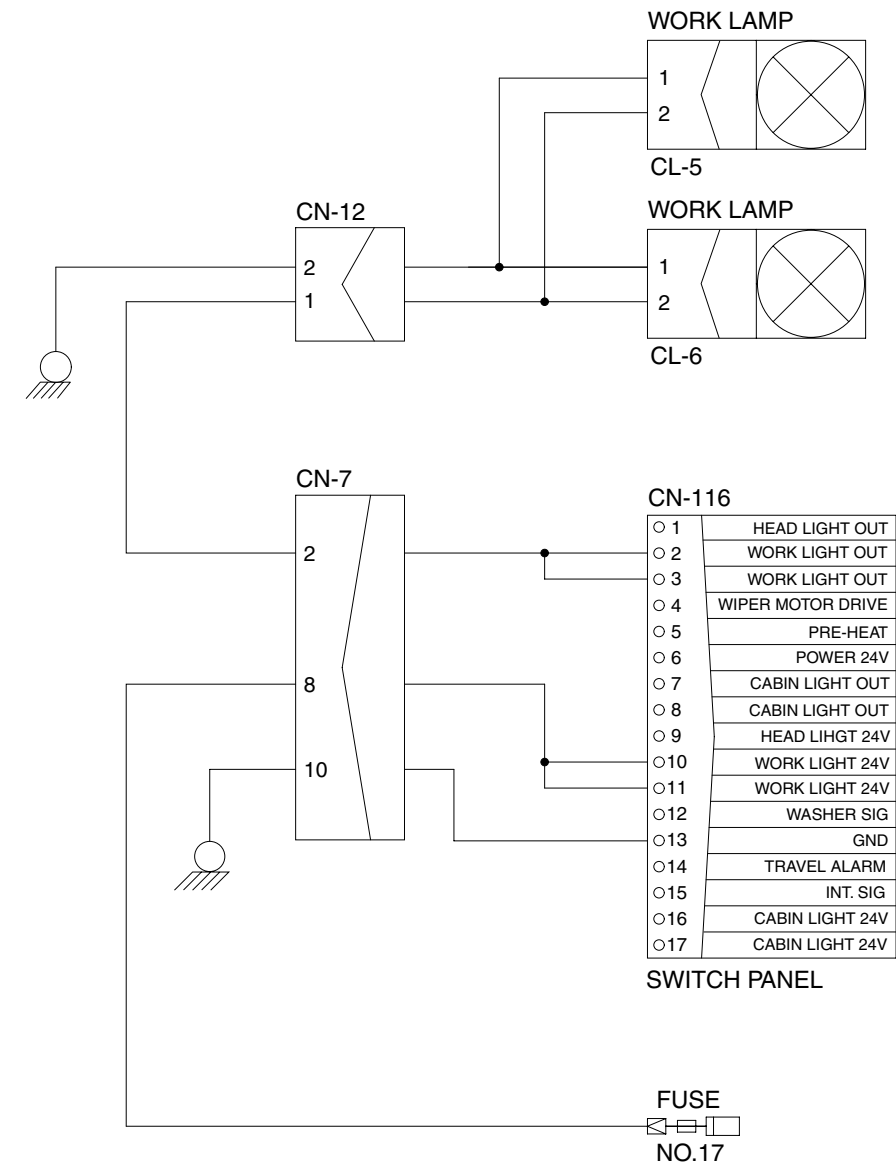 WORK LAMP
1
2
CL-5
WORK LAMP
1
2
CL-6
CN-12
2
1
CN-7
2
8
10
CN-116
1 HEAD LIGHT OUT
2 WORK LIGHT OUT
3 WORK LIGHT OUT
4 WIPER MOTOR DRIVE
5 PRE-HEAT
6 POWER 24V
7 CABIN LIGHT OUT
8 CABIN LIGHT OUT
9 HEAD LIHGT 24V
10 WORK LIGHT 24V
11 WORK LIGHT 24V
12 WASHER SIG
13 GND
14 TRAVEL ALARM
15 INT. SIG
16 CABIN LIGHT 24V
17 CABIN LIGHT 24V
SWITCH PANEL
FUSE
NO.17